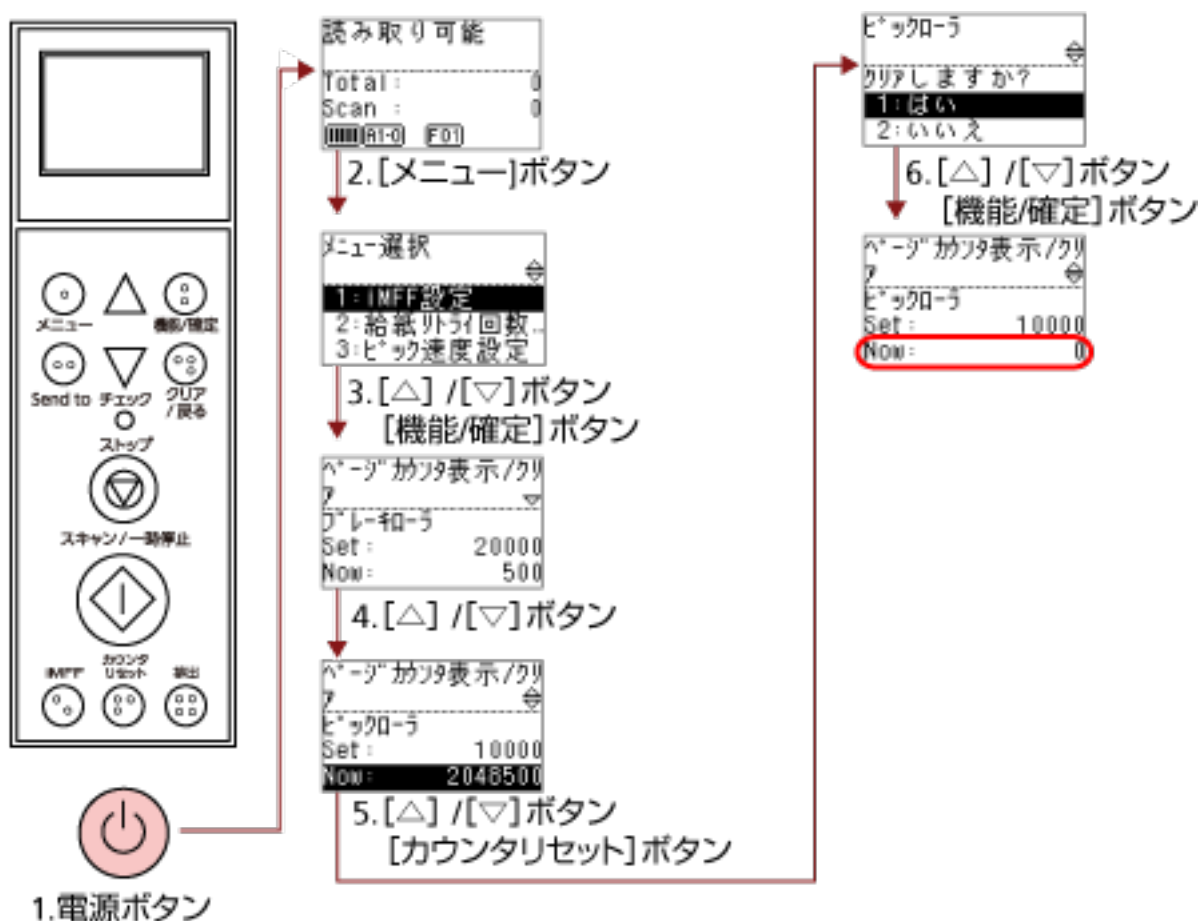 メニュー
機能/確定
Send to
チェック
クリア
/戻る
ストップ
スキャン/一時停止
iMFF
カウンタ
リセット
排出
1.電源ボタン
読み取り可能
Total: 0
Scan : 0
A1-0 F01
2.[メニュー]ボタン
ﾒﾆｭｰ選択
1:iMFF設定
2:給紙ﾘﾄﾗｲ回数..
3:ﾋﾟｯｸ速度設定
3.[△] /[▽]ボタン
[機能/確定]ボタン
ﾍﾟｰｼﾞｶｳﾝﾀ表示/ｸﾘ
ｱ
ﾌﾞﾚｰｷﾛｰﾗ
Set: 20000
Now: 500
4.[△] /[▽]ボタン
ﾍﾟｰｼﾞｶｳﾝﾀ表示/ｸﾘ
ｱ
ﾋﾟｯｸﾛｰﾗ
Set: 10000
Now: 2048500
5.[△] /[▽]ボタン
[カウンタリセット]ボタン
ﾋﾟｯｸﾛｰﾗ
ｸﾘｱしますか?
1:はい
2:いいえ
6.[△] /[▽]ボタン
[機能/確定]ボタン
ﾍﾟｰｼﾞｶｳﾝﾀ表示/ｸﾘ
ｱ
ﾋﾟｯｸﾛｰﾗ
Set: 10000
Now: 0